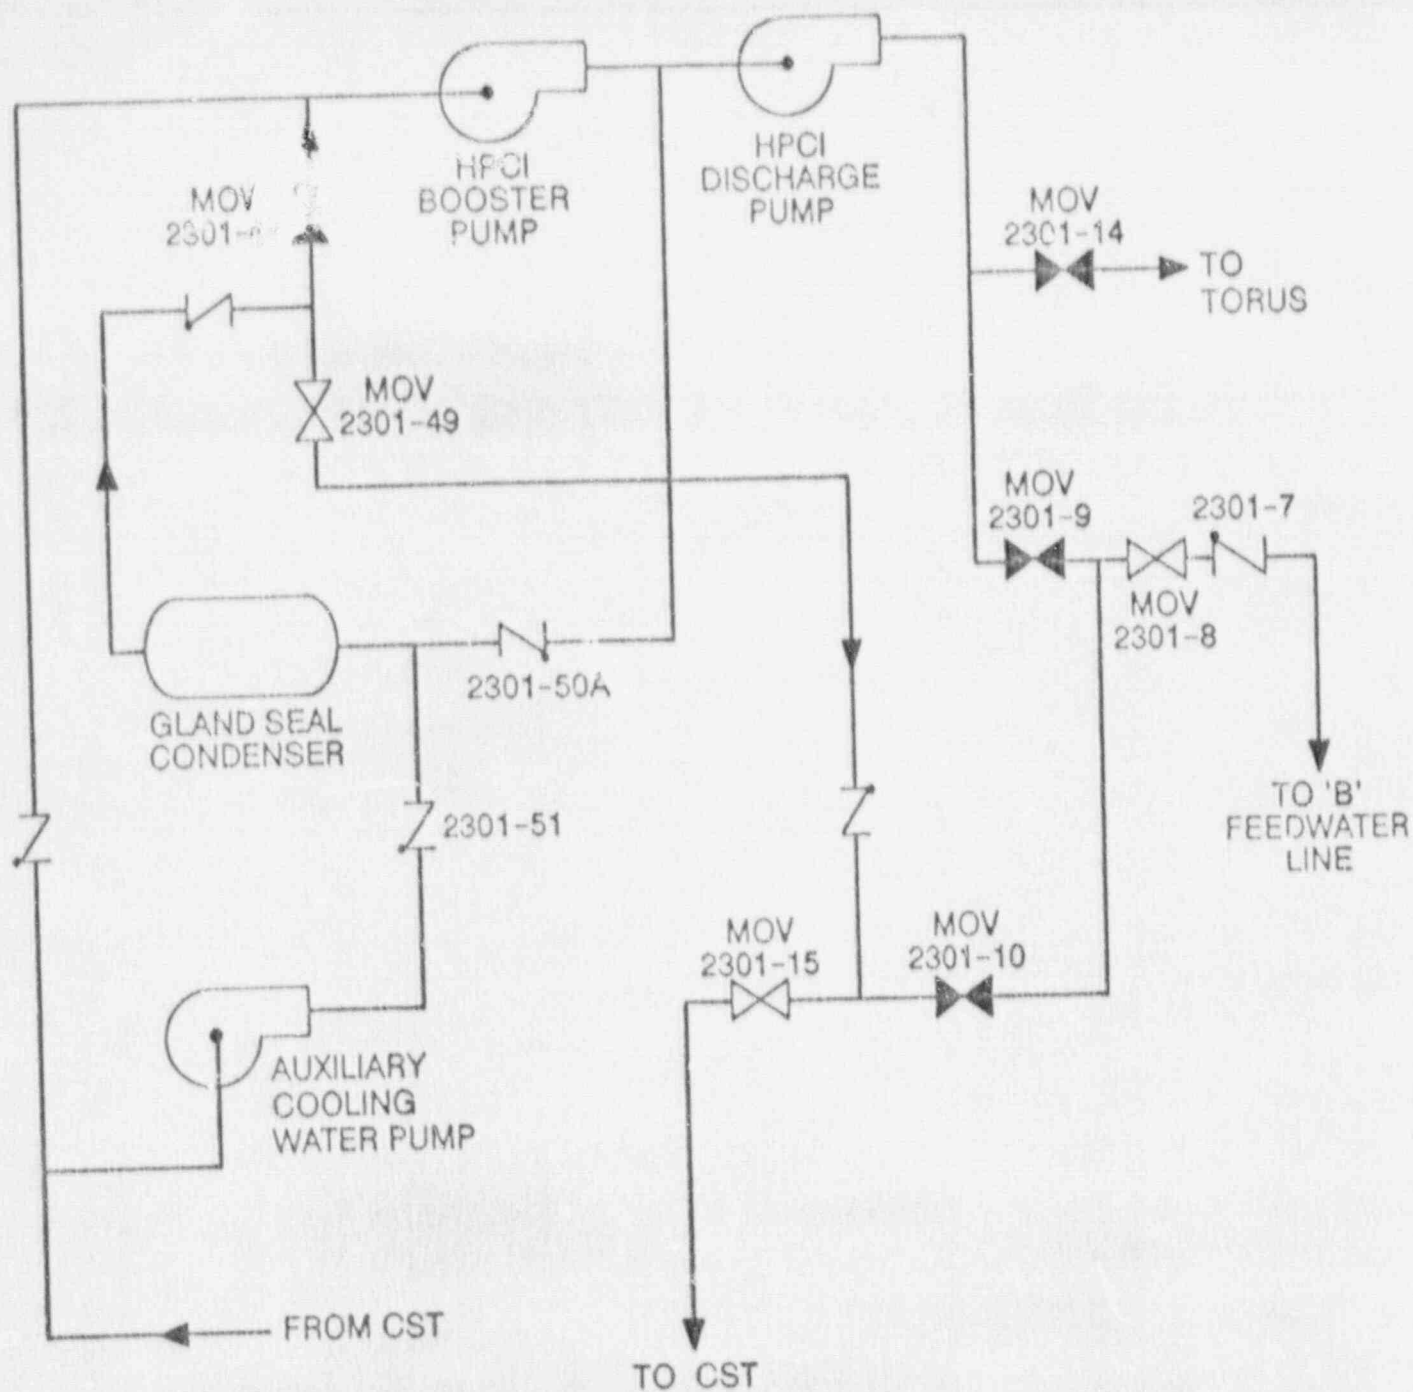 HPCI
BOOSTER
PUMP
HPCI
DISCHARGE
PUMP
MOV
MOV
2301-14
TO
TORUS
MOV
2301-49
MOV
2301-9
2301-7
MOV
2301-8
2301-50A
GLAND SEAL
CONDENSER
2301-51
TO 'B'
FEEDWATER
LINE
MOV
2301-15
MOV
2301-10
AUXILIARY
COOLING
WATER PUMP
FROM CST
TO CST